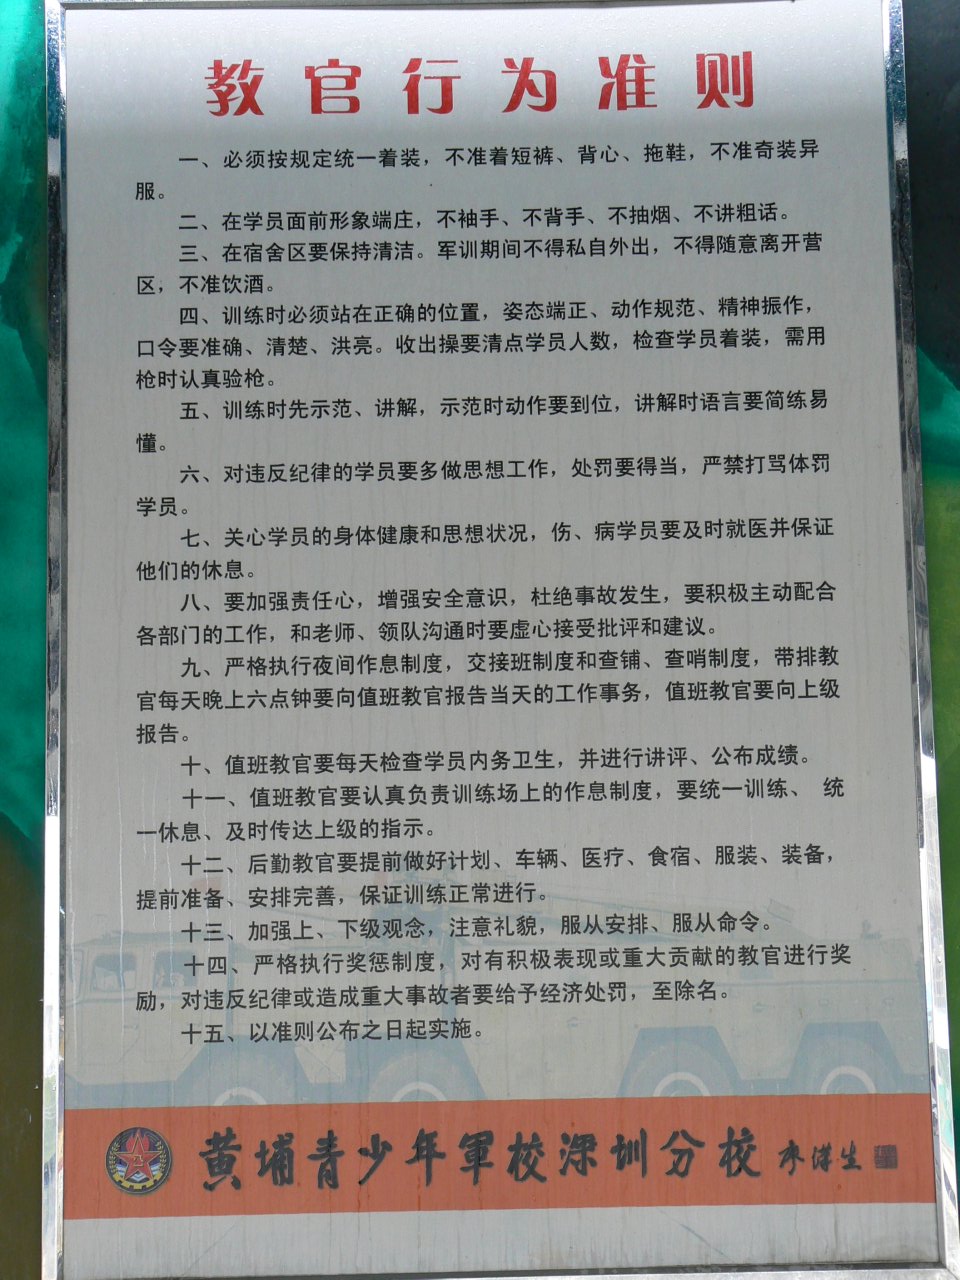 教官行为准则
一、必须按规定统一着装，不准着短裤、背心、拖鞋，不准奇装异
服。
二、在学员面前形象端庄，不袖手、不背手、不抽烟、不讲粗话。
三、在宿舍区要保持清洁。军训期间不得私自外出，不得随意离开营
区，不准饮酒。
四、训练时必须站在正确的位置，姿态端正、动作规范、精神振作，
口令要准确、清楚、洪亮。收出操要清点学员人数，检查学员着装，需用
枪时认真验枪。
五、训练时先示范、讲解，示范时动作要到位，讲解时语言要简练易
懂。
六、对违反纪律的学员要多做思想工作，处罚要得当，严禁打骂体罚
学员。
七、关心学员的身体健康和思想状况，伤、病学员要及时就医并保证
他们的休息。
八、要加强责任心，增强安全意识，杜绝事故发生，要积极主动配合
各部门的工作，和老师、领队沟通时要虚心接受批评和建议。
九、严格执行夜间作息制度，交接班制度和查铺、查哨制度，带排教
官每天晚上六点钟要向值班教官报告当天的工作事务，值班教官要向上级
报告。
十、值班教官要每天检查学员内务卫生，并进行讲评、公布成绩。
十一、值班教官要认真负责训练场上的作息制度，要统一训练、 统
一休息、及时传达上级的指示。
十二、后勤教官要提前做好计划、车辆、医疗、食宿、服装、装备，
提前准备、安排完善，保证训练正常进行。
十三、加强上、下级观念，注意礼貌，服从安排、服从命令。
十四、严格执行奖惩制度，对有积极表现或重大贡献的教官进行奖
励，对违反纪律或造成重大事故者要给予经济处罚，至除名。
十五、以准则公布之日起实施。
黄埔青少年軍校深圳分校